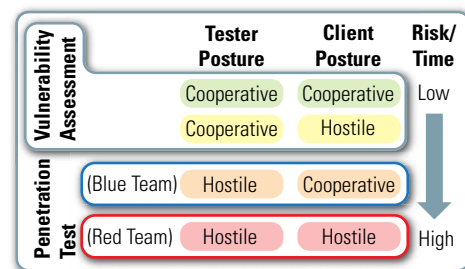 Tester Posture
Client Posture
Risk/ Time
Vulnerability Assessment
Cooperative Cooperative Low
Cooperative Hostile
Penetration Test
(Blue Team) Hostile Cooperative
(Red Team) Hostile Hostile High